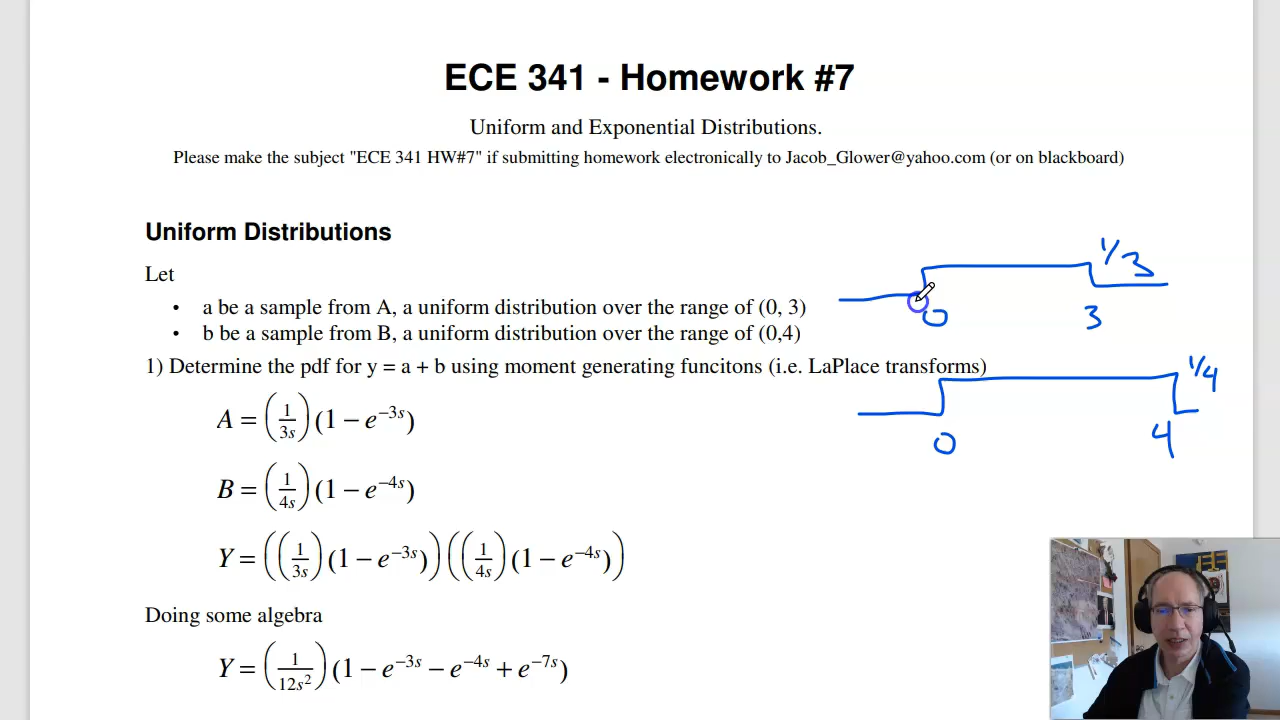 ECE 341 - Homework #7
Uniform and Exponential Distributions.
Please make the subject "ECE 341 HW#7" if submitting homework electronically to Jacob_Glower@yahoo.com (or on blackboard)
Uniform Distributions
Let
• a be a sample from A, a uniform distribution over the range of (0, 3)
• b be a sample from B, a uniform distribution over the range of (0,4)
1/3
0 3
1) Determine the pdf for y = a + b using moment generating funcitons (i.e. LaPlace transforms)
1/4
0 4
A = (1/3s)(1 − e^{−3s})
B = (1/4s)(1 − e^{−4s})
Y = ((1/3s)(1 − e^{−3s}))((1/4s)(1 − e^{−4s}))
Doing some algebra
Y = (1/12s²)(1 − e^{−3s} − e^{−4s} + e^{−7s})